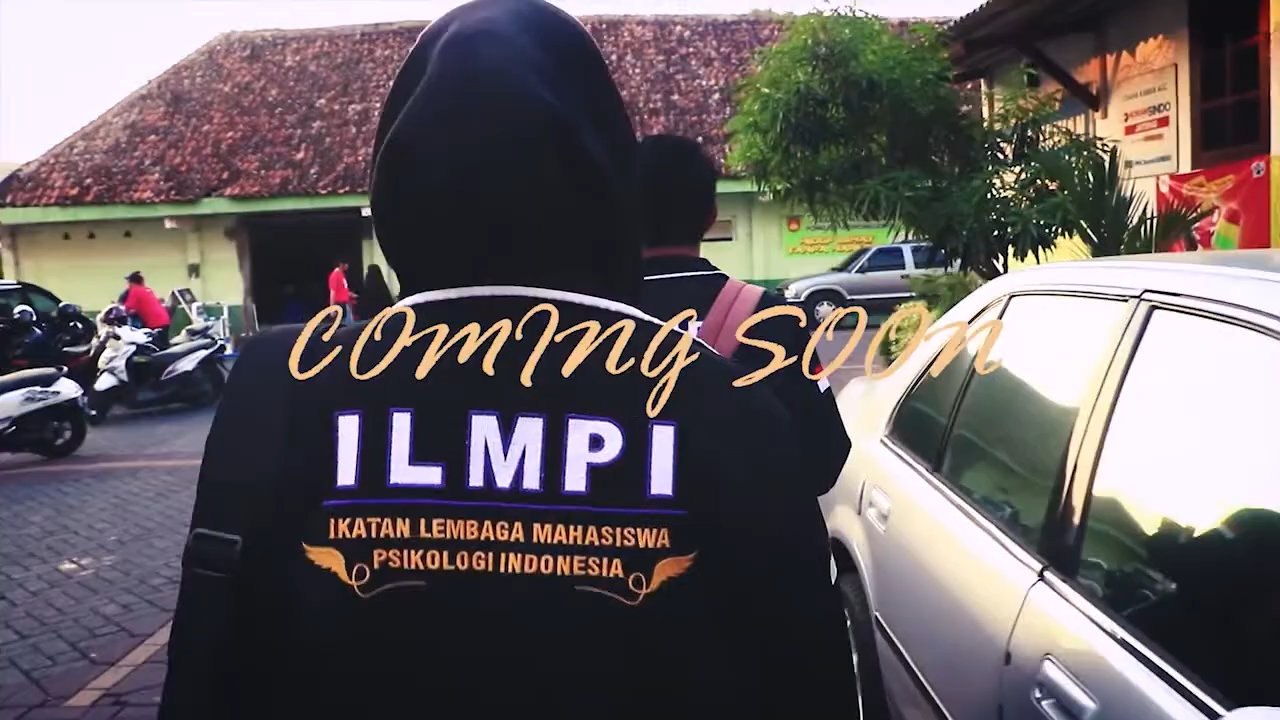 COMING SOON
ILMPI
IKATAN LEMBAGA MAHASISWA
PSIKOLOGI INDONESIA